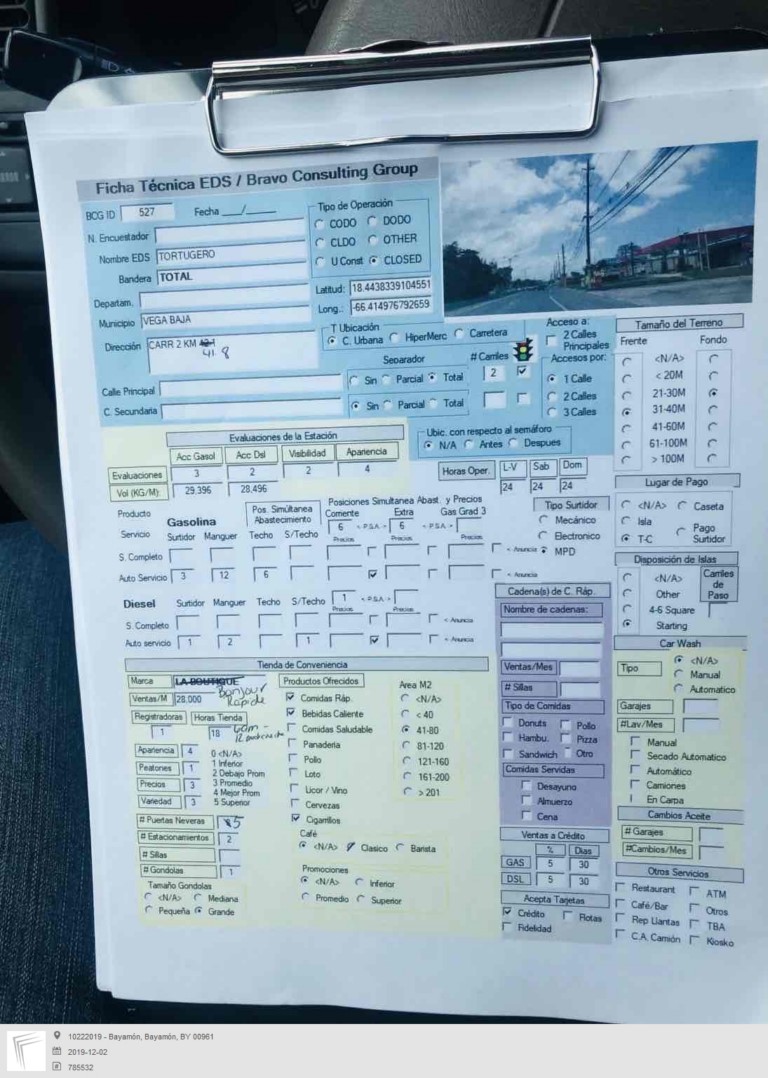 Ficha Técnica EDS / Bravo Consulting Group
BCG ID 527 Fecha ___/_____
N. Encuestador
Nombre EDS TORTUGERO
Bandera TOTAL
Departam.
Municipio VEGA BAJA
Dirección CARR 2 KM 42.1
41.8
Calle Principal
C. Secundaria
Tipo de Operación
CODO DODO
CLDO OTHER
U Const CLOSED
Latitud: 18.4438339104551
Long.: -66.414976792659
T Ubicación
C. Urbana HiperMerc Carretera
Separador # Carriles
Sin Parcial Total 2
Sin Parcial Total
Acceso a:
2 Calles Principales
Accesos por:
1 Calle
2 Calles
3 Calles
Ubic. con respecto al semáforo
N/A Antes Despues
Tamaño del Terreno
Frente Fondo
<N/A>
< 20M
21-30M
31-40M
41-60M
61-100M
> 100M
Evaluaciones de la Estación
Acc Gasol Acc Dsl Visibilidad Apariencia
Evaluaciones 3 2 2 4
Vol (KG/M): 29,396 28,496
Horas Oper. L-V Sab Dom
24 24 24
Lugar de Pago
<N/A> Caseta
Isla Pago Surtidor
T-C
Producto Gasolina Pos. Simultanea Abastecimiento Posiciones Simultanea Abast. y Precios
Corriente Extra Gas Grad 3
6 < P.S.A > 6 < P.S.A >
Servicio Surtidor Manguer Techo S/Techo Precios Precios Precios
S. Completo < Anuncia
Auto Servicio 3 12 6 < Anuncia
Tipo Surtidor
Mecánico
Electronico
MPD
Disposición de Islas
<N/A>
Other
4-6 Square
Starting
Carriles de Paso
Diesel Surtidor Manguer Techo S/Techo 1 < P.S.A >
Precios Precios
S. Completo < Anuncia
Auto servicio 1 2 1 < Anuncia
Cadena(s) de C. Ráp.
Nombre de cadenas:
Ventas/Mes
# Sillas
Tipo de Comidas
Donuts Pollo
Hambu. Pizza
Sandwich Otro
Comidas Servidas
Desayuno
Almuerzo
Cena
Car Wash
Tipo <N/A>
Manual
Automatico
Garajes
#Lav/Mes
Manual
Secado Automatico
Automático
Camiones
En Carpa
Cambios Aceite
# Garajes
#Cambios/Mes
Tienda de Conveniencia
Marca LA BOUTIQUE
Bonjour Rapide
Ventas/M 28,000
Registradoras Horas Tienda
1 18 6am -
Apariencia 4
Peatones 1
Precios 3
Variedad 3
0 <N/A>
1 Inferior
2 Debajo Prom
3 Promedio
4 Mejor Prom
5 Superior
# Puertas Neveras 5
# Estacionamientos 2
# Sillas
# Gondolas 1
Tamaño Gondolas
<N/A> Mediana
Pequeña Grande
Productos Ofrecidos
Comidas Ráp.
Bebidas Caliente
Comidas Saludable
Panaderia
Pollo
Loto
Licor / Vino
Cervezas
Cigarrillos
Area M2
<N/A>
< 40
41-80
81-120
121-160
161-200
> 201
Café
<N/A> Clasico Barista
Promociones
<N/A> Inferior
Promedio Superior
Ventas a Crédito
% Dias
GAS 5 30
DSL 5 30
Acepta Tarjetas
Crédito Flotas
Fidelidad
Otros Servicios
Restaurant ATM
Café/Bar Otros
Rep Llantas TBA
C.A. Camión Kiosko
10222019 - Bayamón, Bayamón, BY 00961
2019-12-02
785532